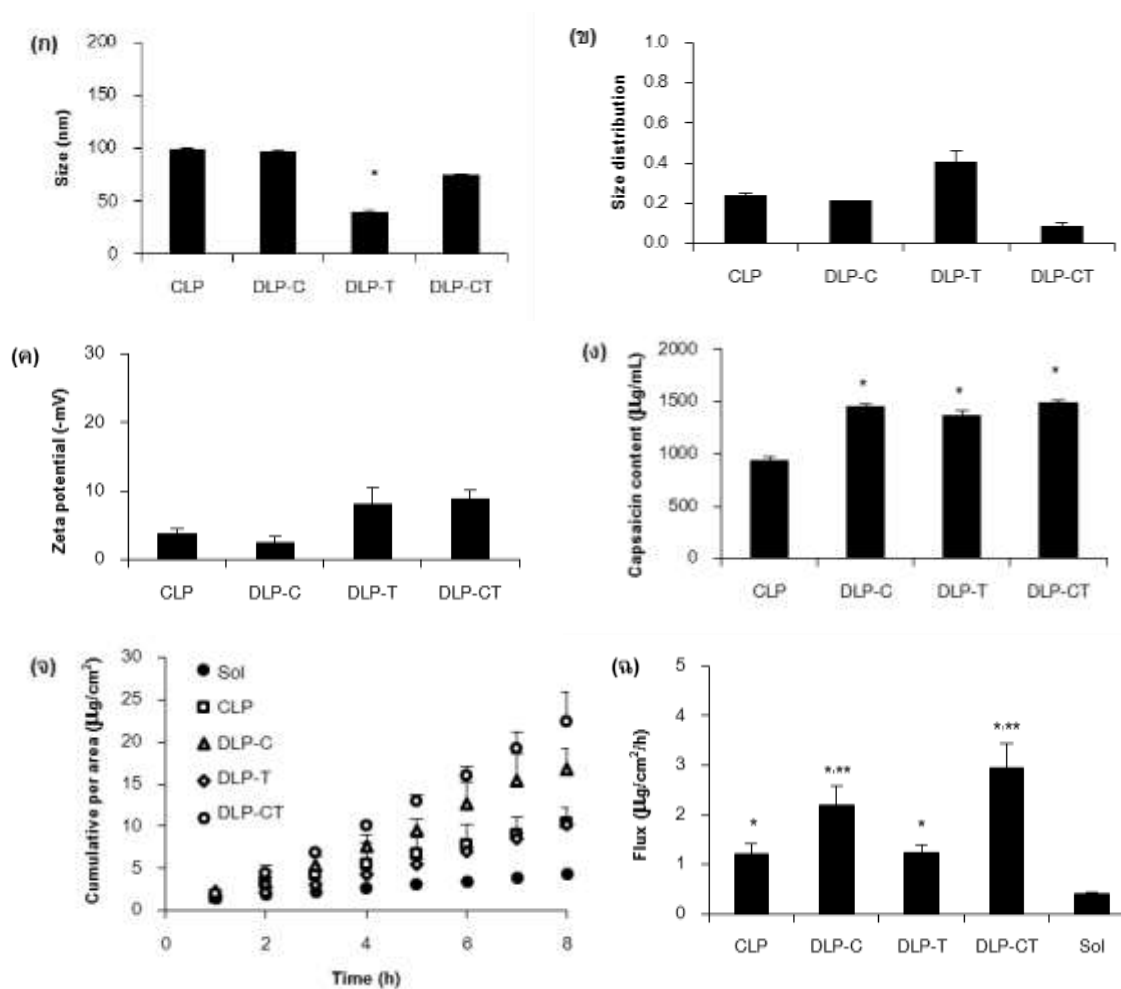 (ก)
Size (nm)
200
150
100
50
0
*
CLP DLP-C DLP-T DLP-CT
(ข)
Size distribution
1.0
0.8
0.6
0.4
0.2
0.0
CLP DLP-C DLP-T DLP-CT
(ค)
Zeta potential (-mV)
30
20
10
0
CLP DLP-C DLP-T DLP-CT
(ง)
Capsaicin content (µg/mL)
2000
1500
1000
500
0
* * *
CLP DLP-C DLP-T DLP-CT
(จ)
Cumulative per area (µg/cm²)
30
25
20
15
10
5
0
Sol
CLP
DLP-C
DLP-T
DLP-CT
0 2 4 6 8
Time (h)
(ฉ)
Flux (µg/cm²/h)
5
4
3
2
1
0
* *,** * *,**
CLP DLP-C DLP-T DLP-CT Sol